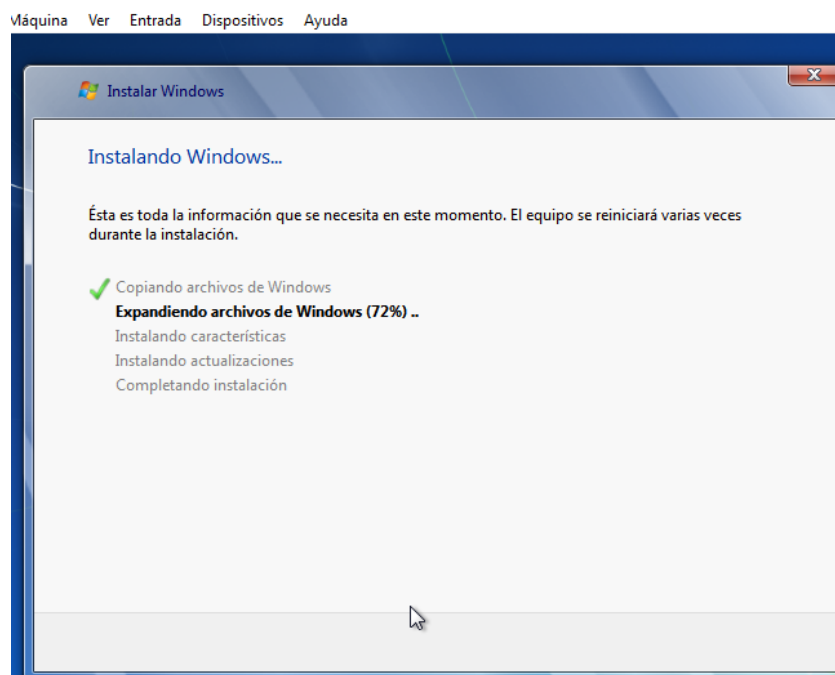 Máquina Ver Entrada Dispositivos Ayuda
Instalar Windows
Instalando Windows...
Ésta es toda la información que se necesita en este momento. El equipo se reiniciará varias veces
durante la instalación.
Copiando archivos de Windows
Expandiendo archivos de Windows (72%) ..
Instalando características
Instalando actualizaciones
Completando instalación